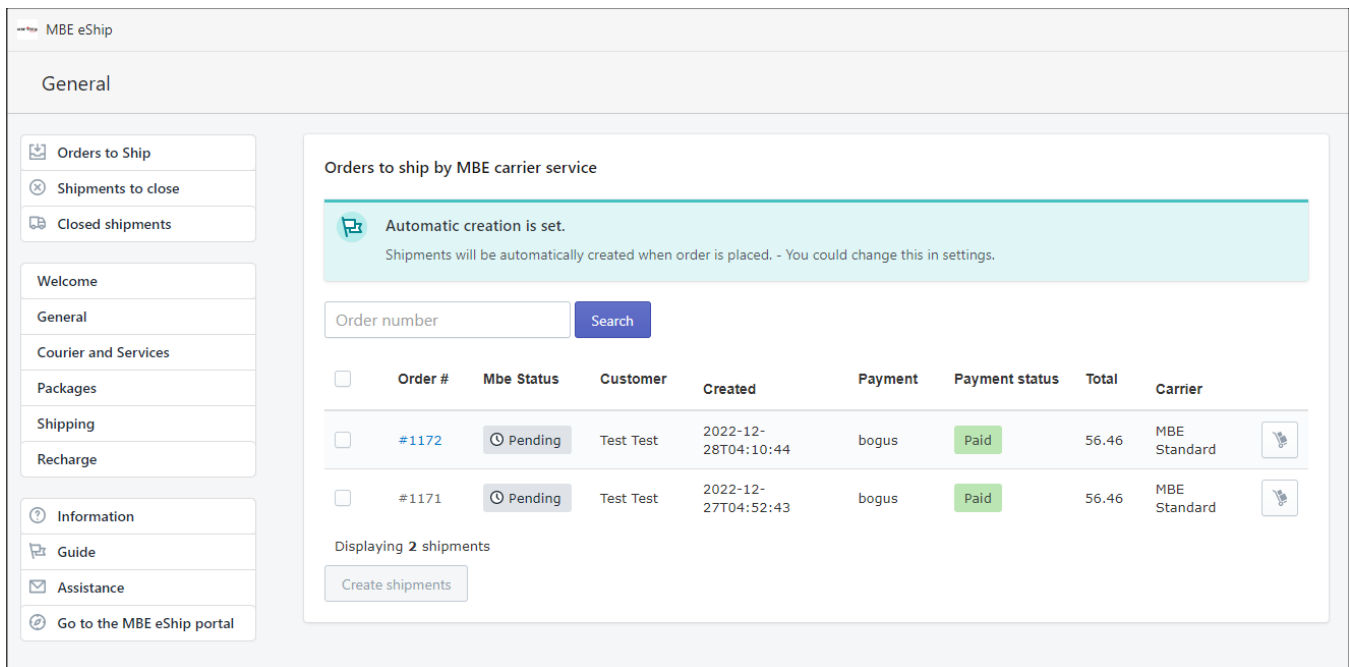 MBE eShip
General
Orders to Ship
Shipments to close
Closed shipments
Welcome
General
Courier and Services
Packages
Shipping
Recharge
Information
Guide
Assistance
Go to the MBE eShip portal
Orders to ship by MBE carrier service
Automatic creation is set.
Shipments will be automatically created when order is placed. - You could change this in settings.
Order number Search
Order # Mbe Status Customer Created Payment Payment status Total Carrier
#1172 Pending Test Test 2022-12-28T04:10:44 bogus Paid 56.46 MBE Standard
#1171 Pending Test Test 2022-12-27T04:52:43 bogus Paid 56.46 MBE Standard
Displaying 2 shipments
Create shipments